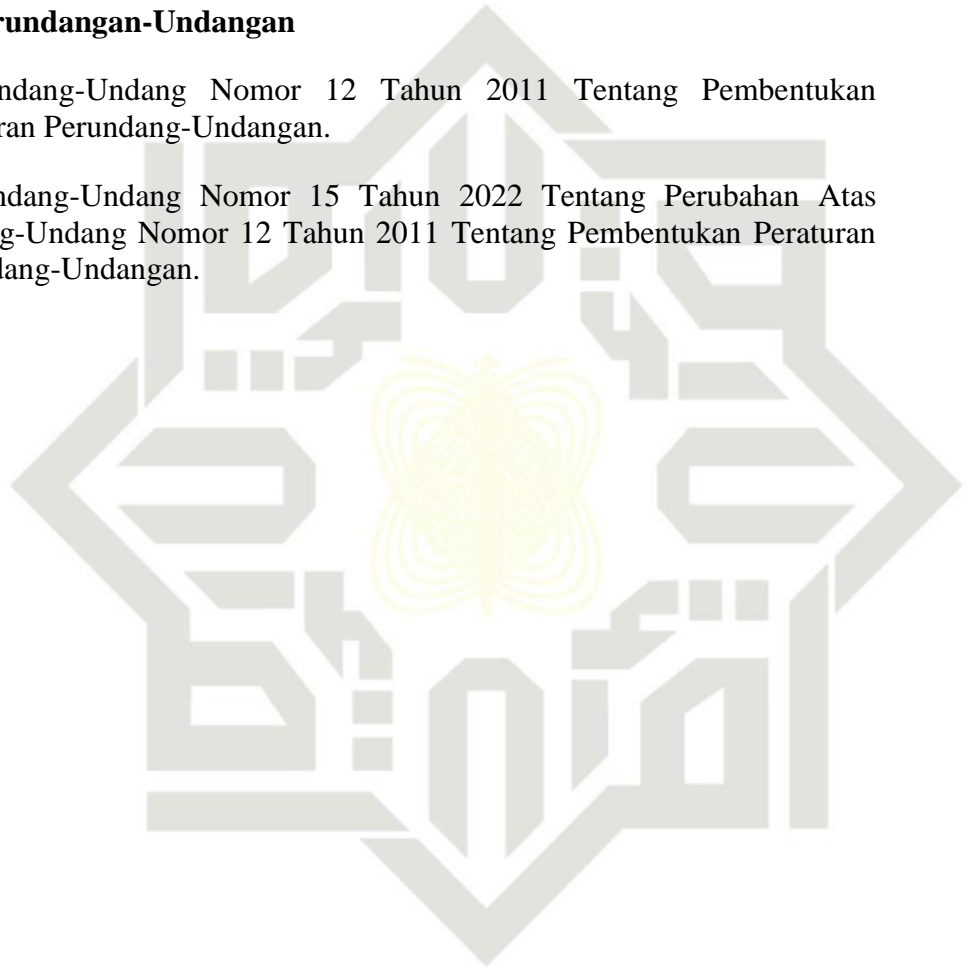 rundangan-Undangan
ndang-Undang Nomor 12 Tahun 2011 Tentang Pembentukan
ran Perundang-Undangan.
ndang-Undang Nomor 15 Tahun 2022 Tentang Perubahan Atas
g-Undang Nomor 12 Tahun 2011 Tentang Pembentukan Peraturan
dang-Undangan.